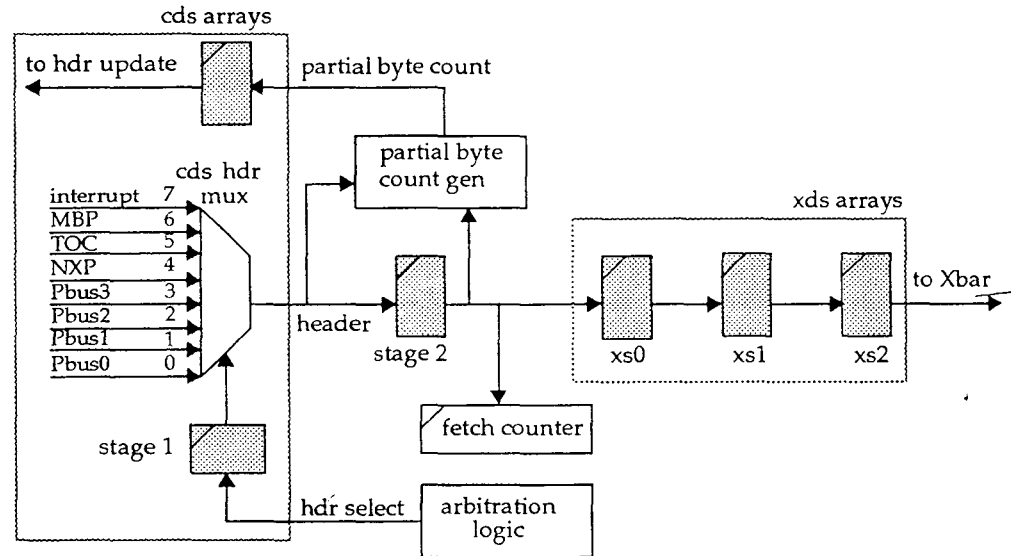 cds arrays
to hdr update
partial byte count
partial byte
count gen
cds hdr
mux
interrupt 7
MBP 6
TOC 5
NXP 4
Pbus3 3
Pbus2 2
Pbus1 1
Pbus0 0
header
stage 2
xds arrays
to Xbar
xs0
xs1
xs2
stage 1
fetch counter
hdr select
arbitration
logic